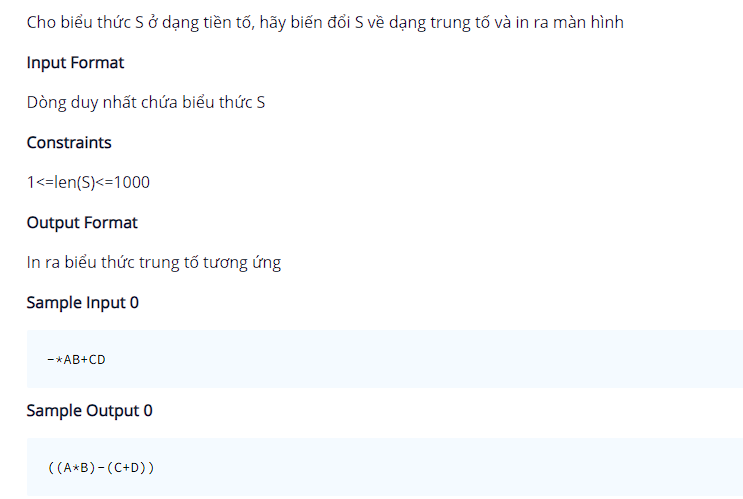 Cho biểu thức S ở dạng tiền tố, hãy biến đổi S về dạng trung tố và in ra màn hình
Input Format
Dòng duy nhất chứa biểu thức S
Constraints
1<=len(S)<=1000
Output Format
In ra biểu thức trung tố tương ứng
Sample Input 0
-*AB+CD
Sample Output 0
((A*B)-(C+D))